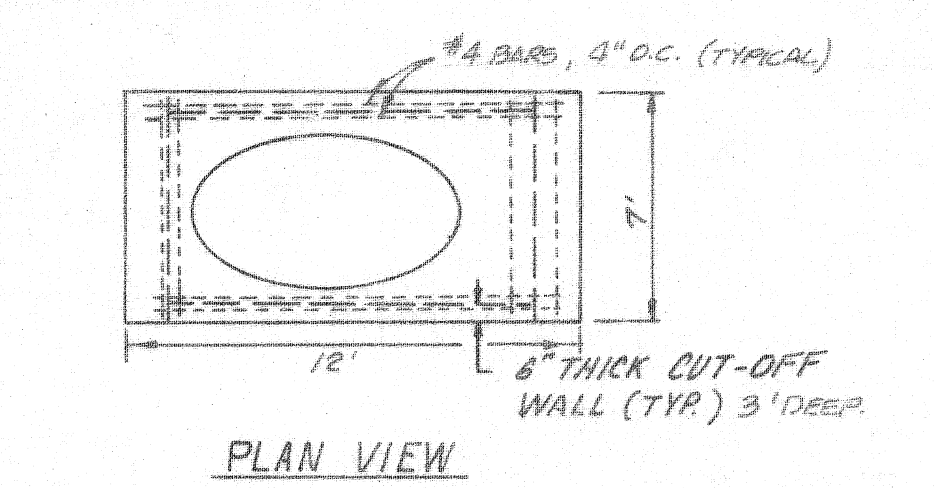 #4 BARS, 4" O.C. (TYPICAL)
7'
12'
6" THICK CUT-OFF
WALL (TYP.) 3' DEEP.
PLAN VIEW